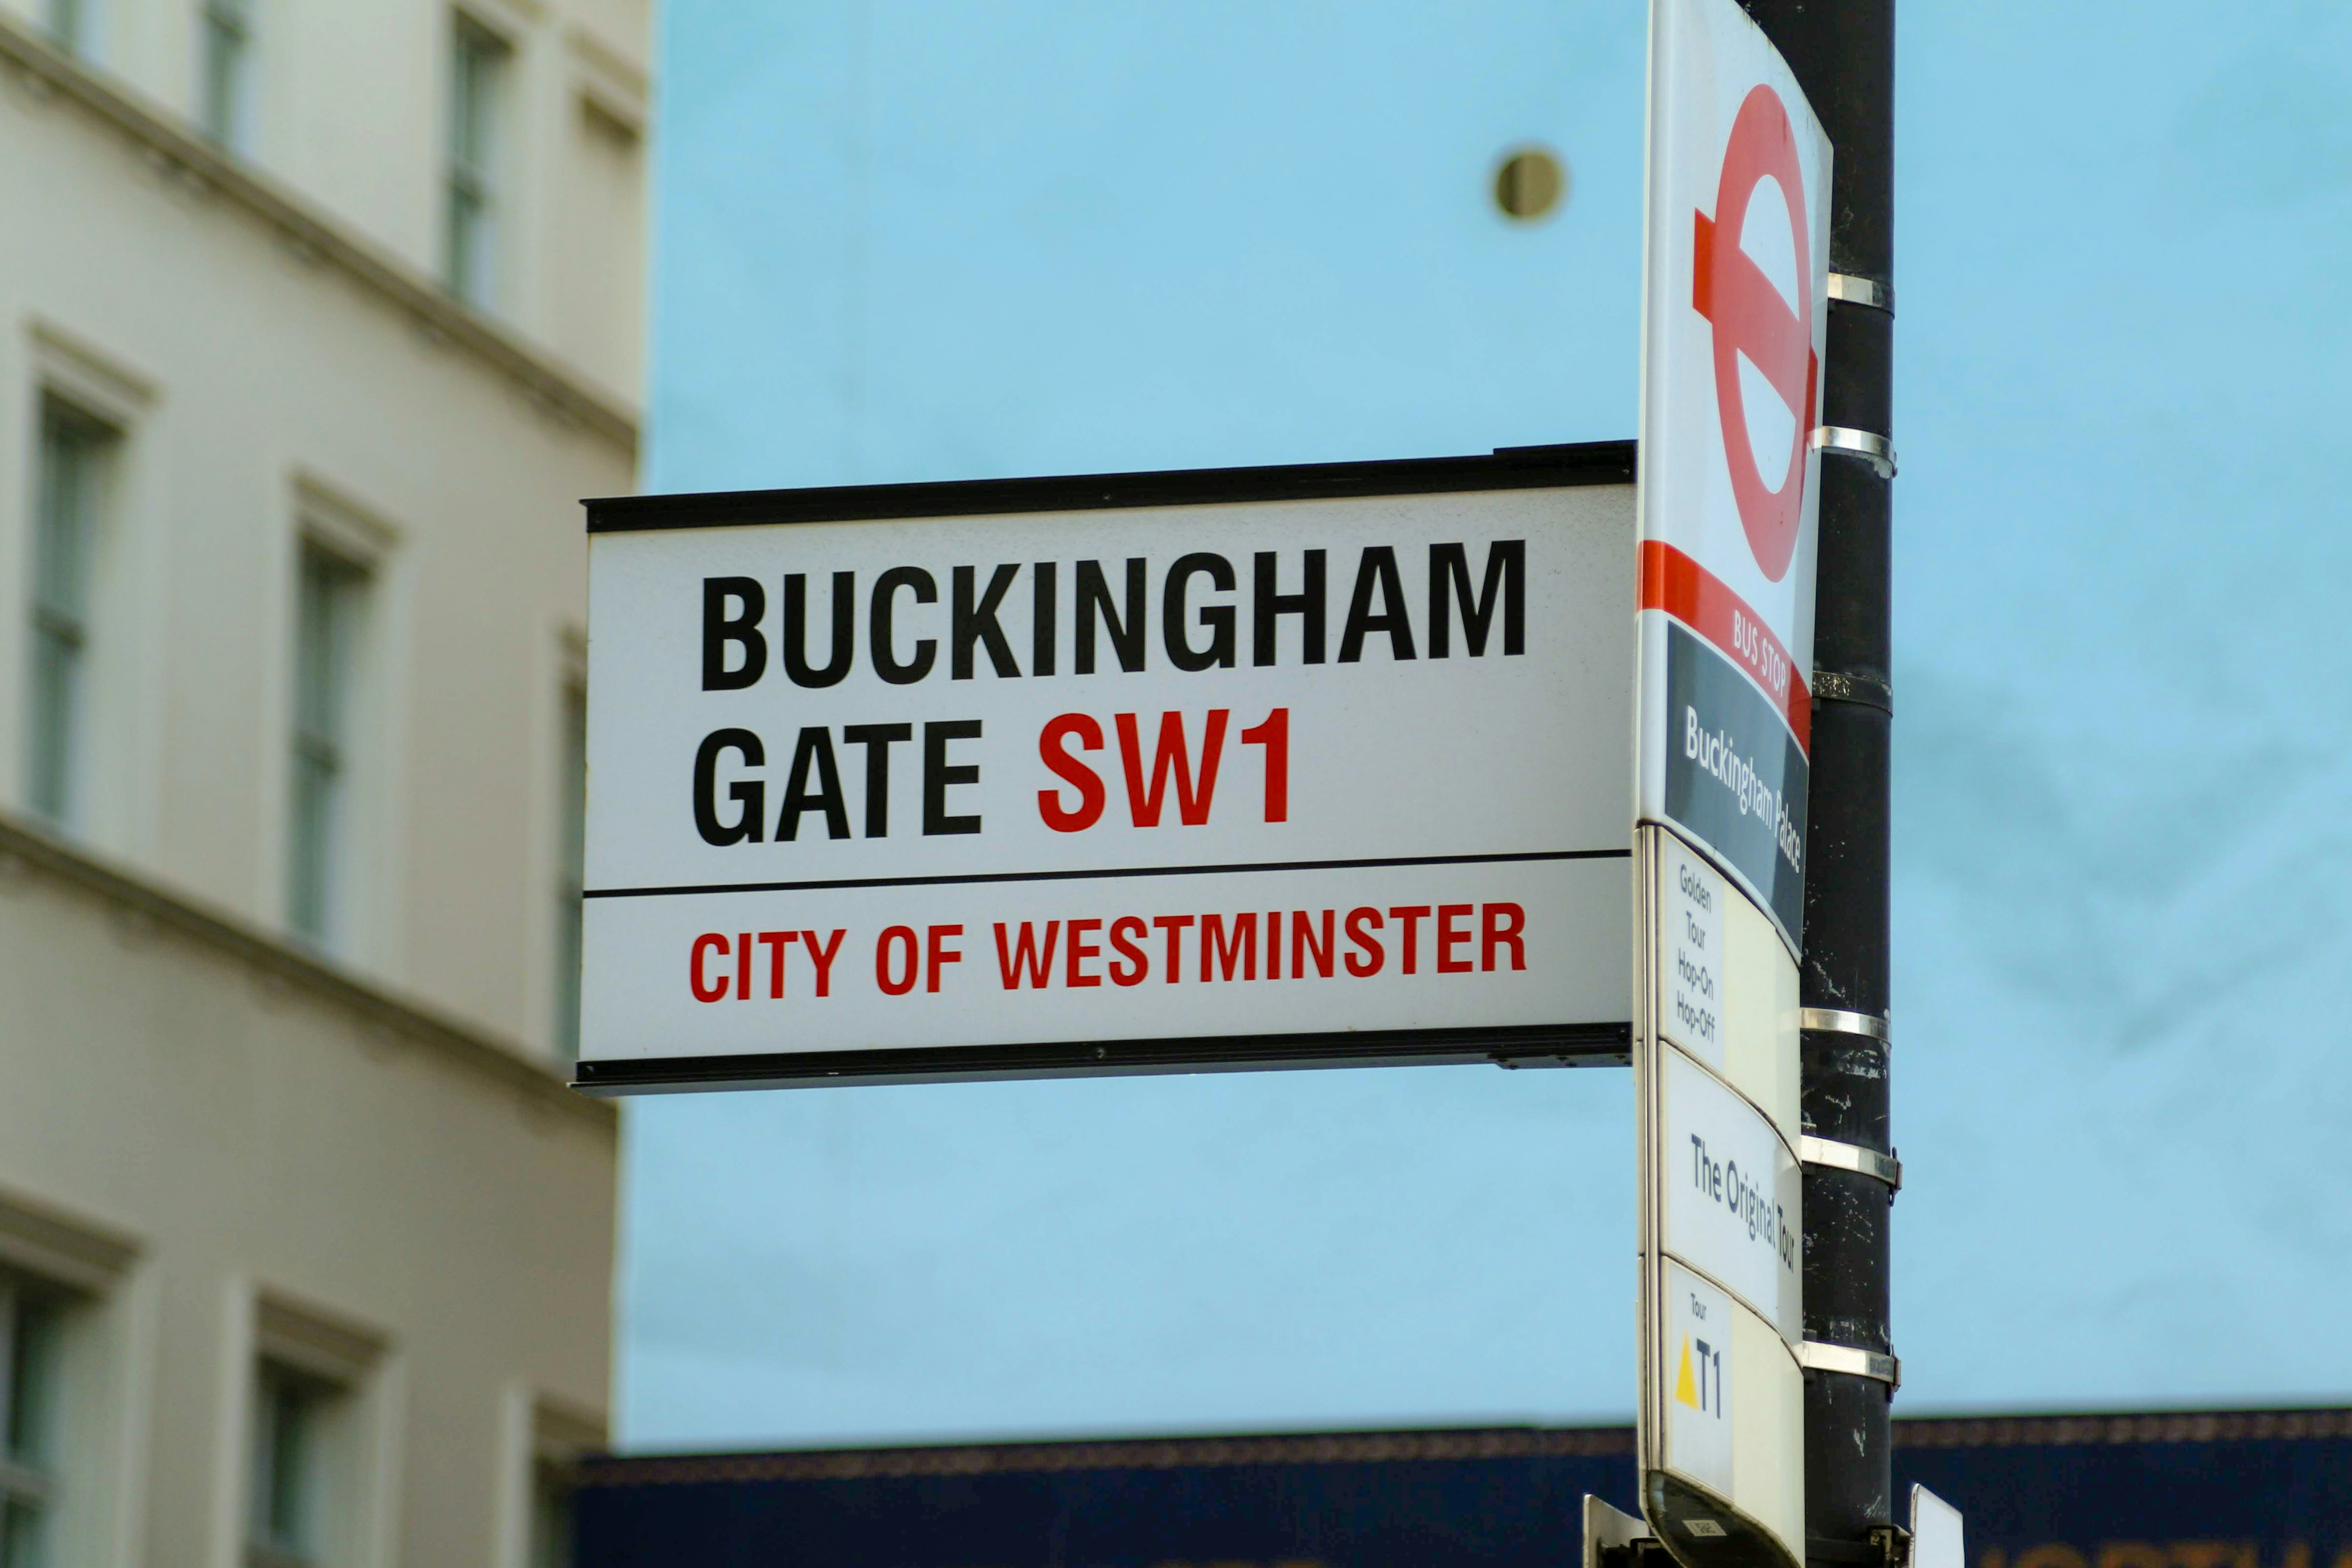 BUCKINGHAM
GATE SW1
CITY OF WESTMINSTER
BUS STOP
Buckingham Palace
Golden
Tour
Hop-On
Hop-Off
The Original Tour
Tour
T1